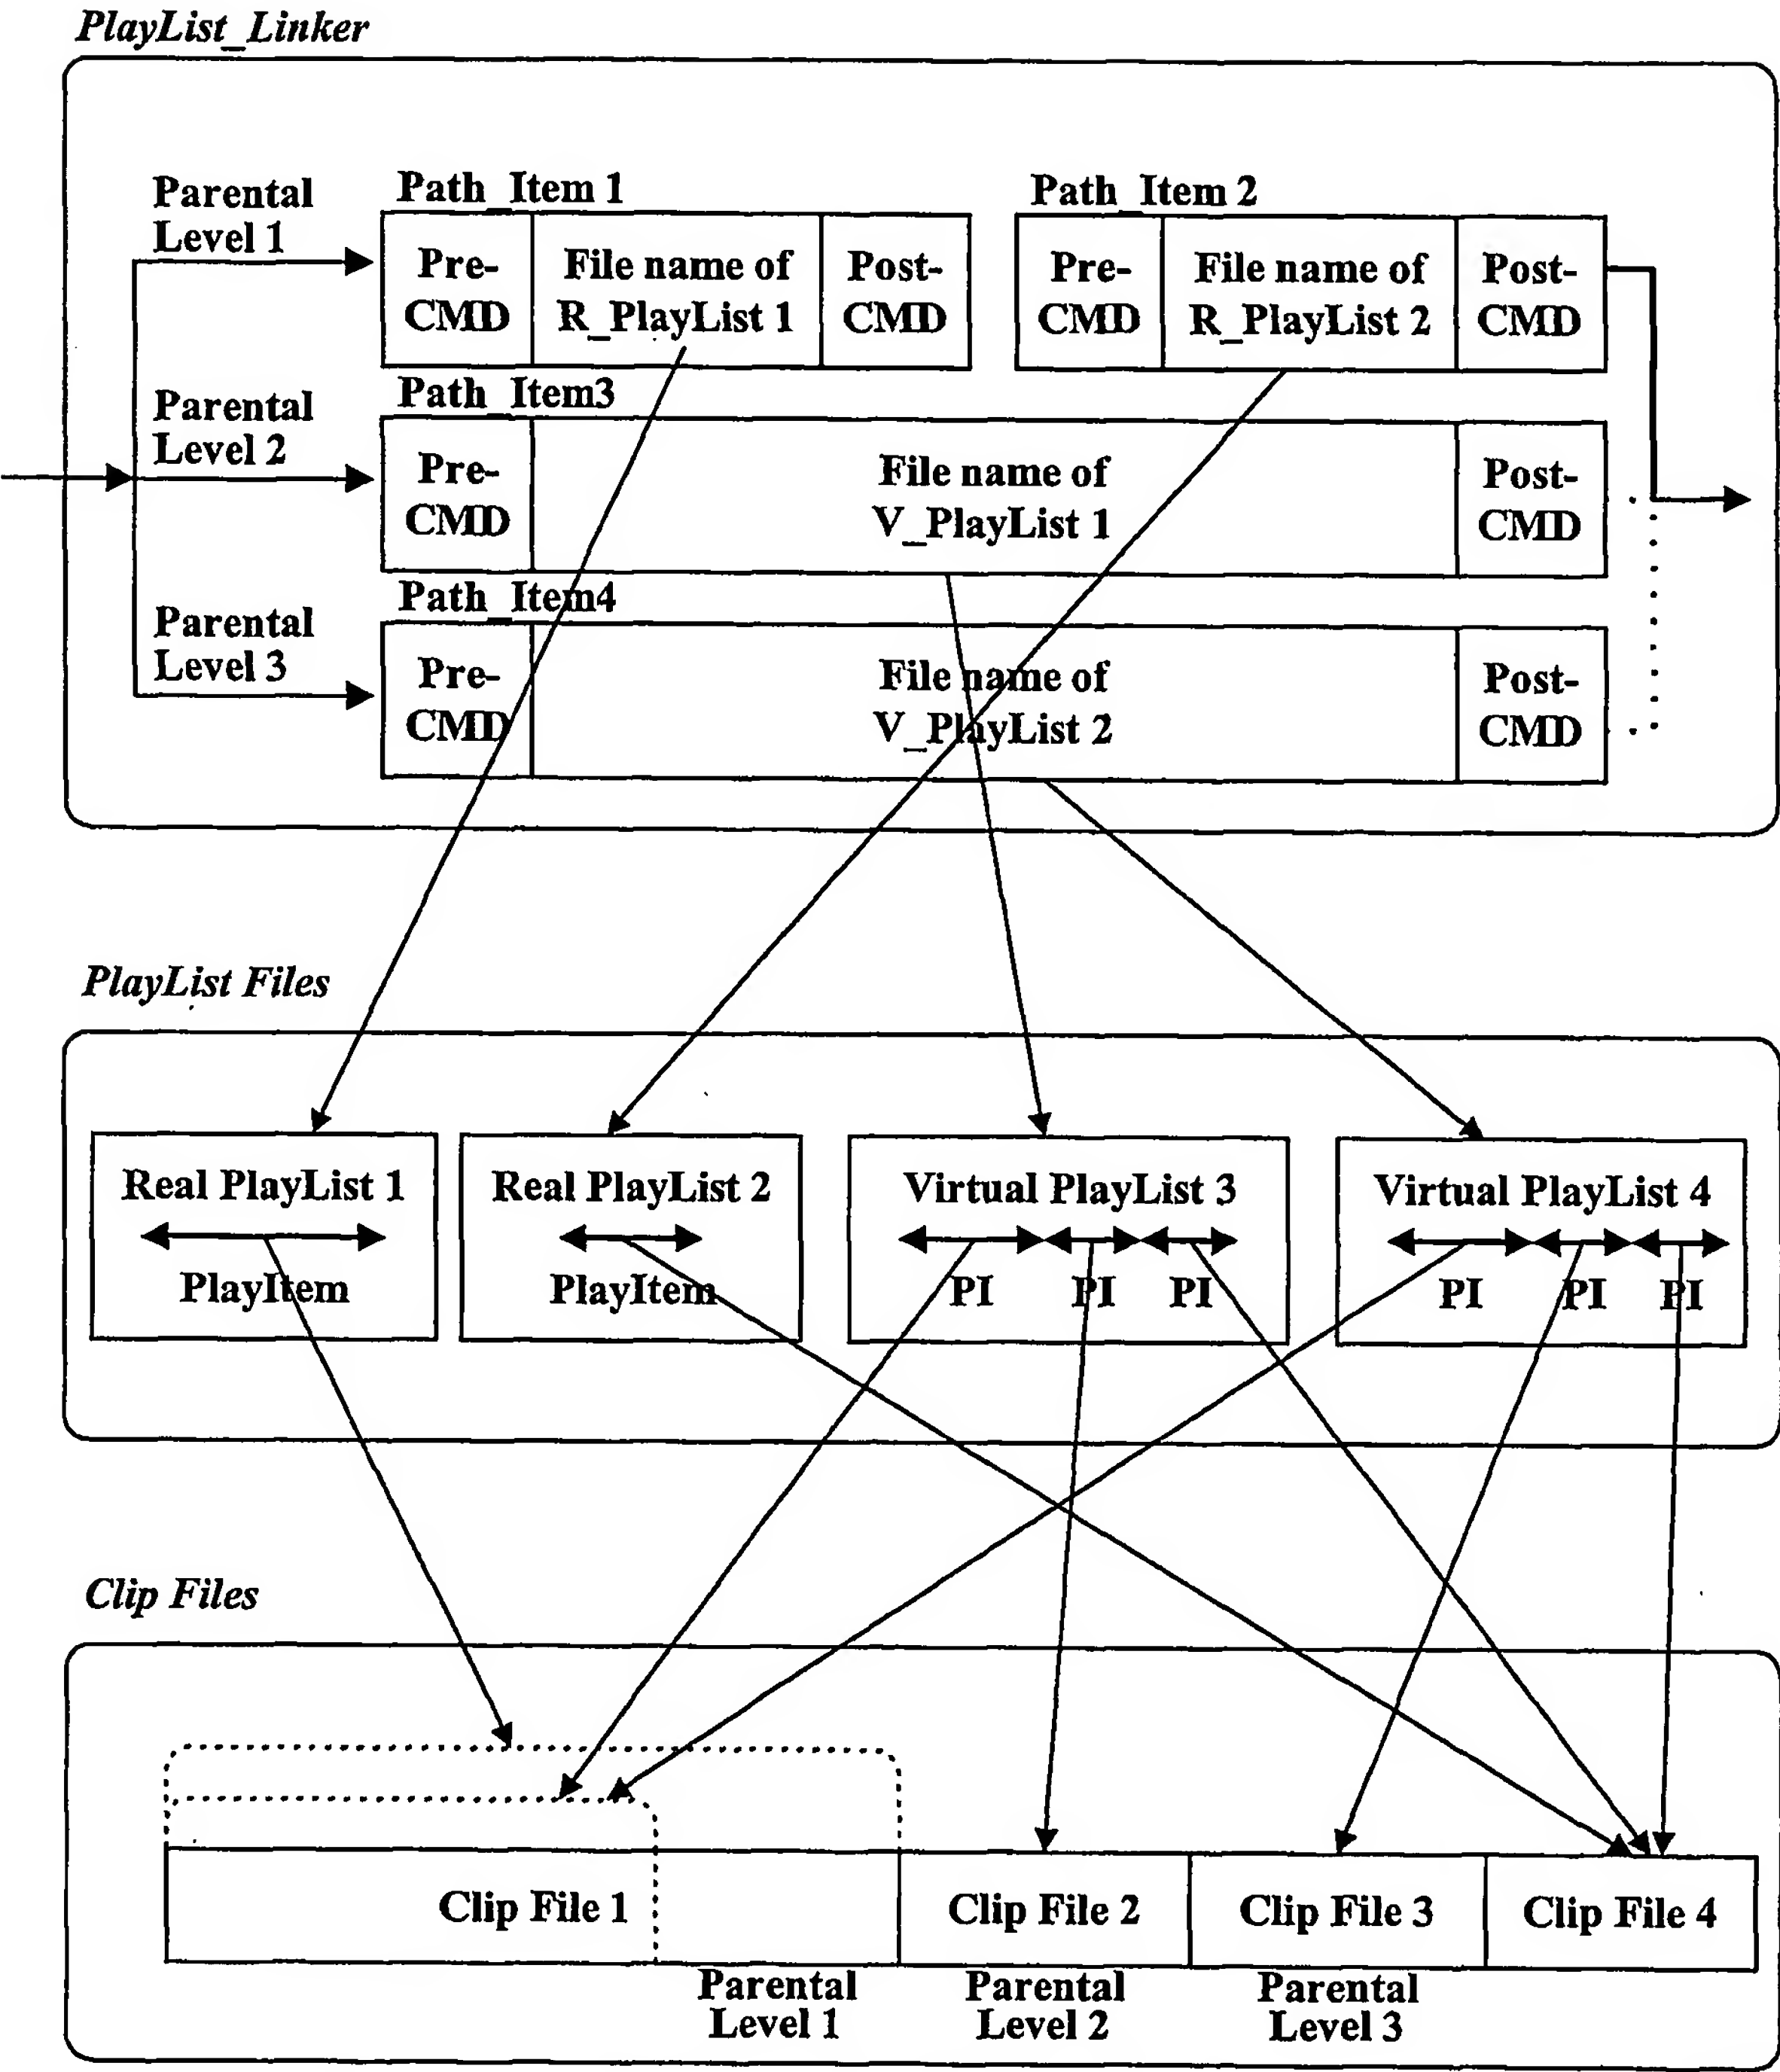 PlayList_Linker
Parental
Level 1
Path_Item 1
Pre-
CMD
File name of
R_PlayList 1
Post-
CMD
Path_Item 2
Pre-
CMD
File name of
R_PlayList 2
Post-
CMD
Parental
Level 2
Path_Item3
Pre-
CMD
File name of
V_PlayList 1
Post-
CMD
Parental
Level 3
Path_Item4
Pre-
CMD
File name of
V_PlayList 2
Post-
CMD
PlayList Files
Real PlayList 1
PlayItem
Real PlayList 2
PlayItem
Virtual PlayList 3
PI PI PI
Virtual PlayList 4
PI PI PI
Clip Files
Clip File 1
Clip File 2
Clip File 3
Clip File 4
Parental
Level 1
Parental
Level 2
Parental
Level 3